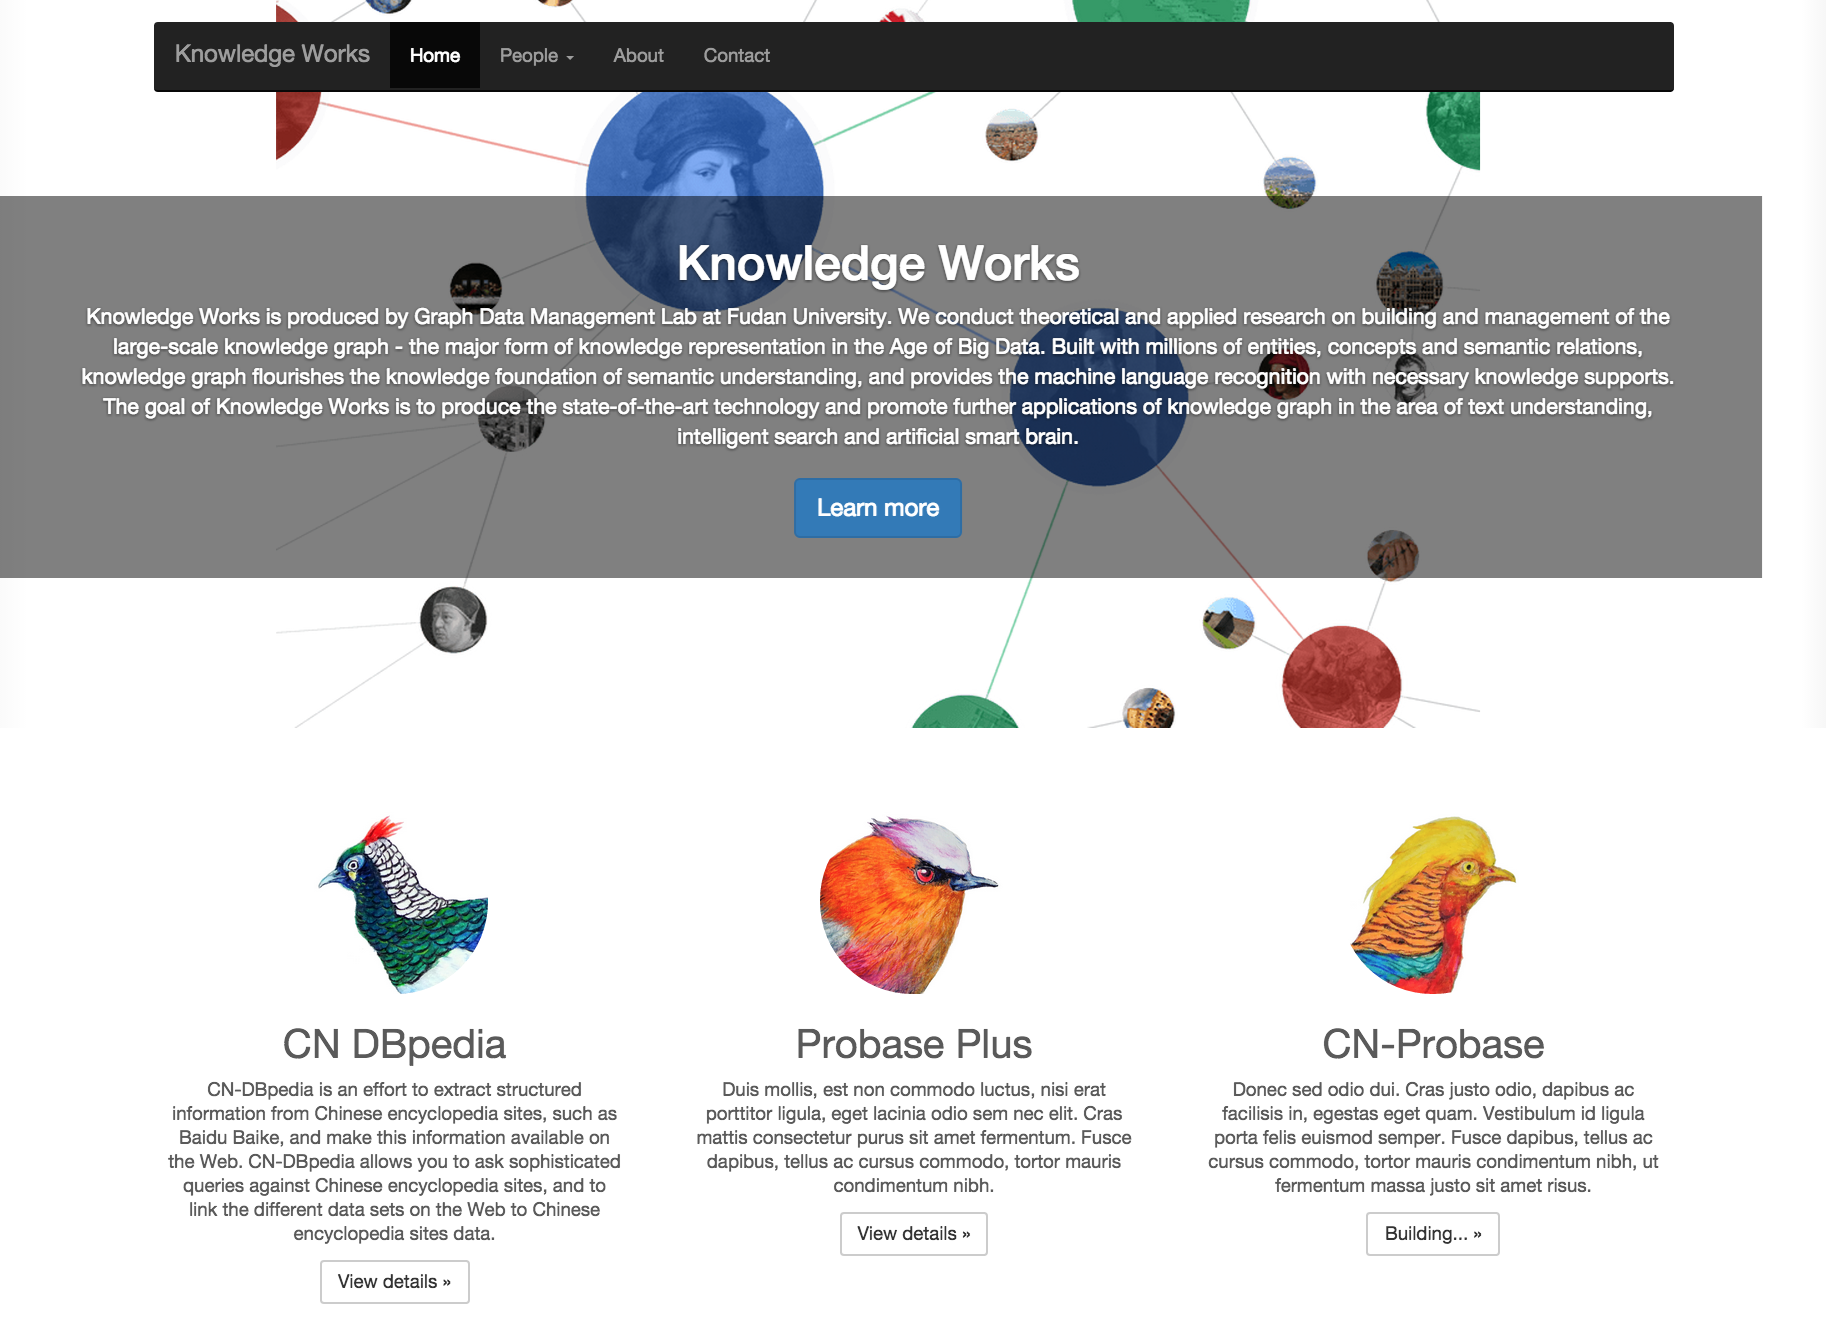 Knowledge Works Home People About Contact
Knowledge Works
Knowledge Works is produced by Graph Data Management Lab at Fudan University. We conduct theoretical and applied research on building and management of the
large-scale knowledge graph - the major form of knowledge representation in the Age of Big Data. Built with millions of entities, concepts and semantic relations,
knowledge graph flourishes the knowledge foundation of semantic understanding, and provides the machine language recognition with necessary knowledge supports.
The goal of Knowledge Works is to produce the state-of-the-art technology and promote further applications of knowledge graph in the area of text understanding,
intelligent search and artificial smart brain.
Learn more
CN DBpedia
CN-DBpedia is an effort to extract structured
information from Chinese encyclopedia sites, such as
Baidu Baike, and make this information available on
the Web. CN-DBpedia allows you to ask sophisticated
queries against Chinese encyclopedia sites, and to
link the different data sets on the Web to Chinese
encyclopedia sites data.
View details »
Probase Plus
Duis mollis, est non commodo luctus, nisi erat
porttitor ligula, eget lacinia odio sem nec elit. Cras
mattis consectetur purus sit amet fermentum. Fusce
dapibus, tellus ac cursus commodo, tortor mauris
condimentum nibh.
View details »
CN-Probase
Donec sed odio dui. Cras justo odio, dapibus ac
facilisis in, egestas eget quam. Vestibulum id ligula
porta felis euismod semper. Fusce dapibus, tellus ac
cursus commodo, tortor mauris condimentum nibh, ut
fermentum massa justo sit amet risus.
Building... »